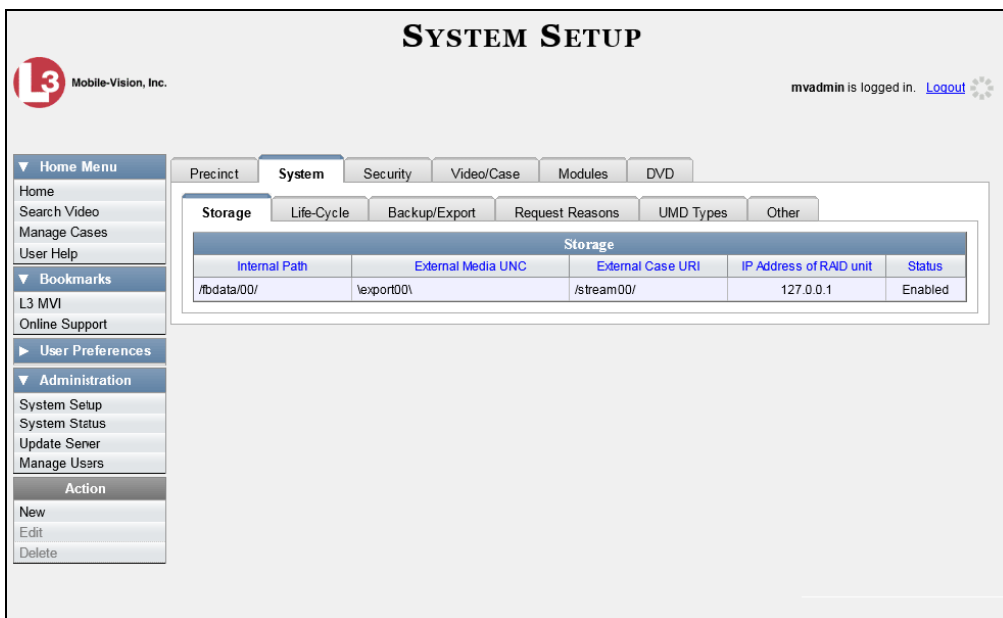 SYSTEM SETUP
L3 Mobile-Vision, Inc.
mvadmin is logged in. Logout
▼ Home Menu
Home
Search Video
Manage Cases
User Help
▼ Bookmarks
L3 MVI
Online Support
▶ User Preferences
▼ Administration
System Setup
System Status
Update Server
Manage Users
Action
New
Edit
Delete
Precinct System Security Video/Case Modules DVD
Storage Life-Cycle Backup/Export Request Reasons UMD Types Other
Storage
Internal Path External Media UNC External Case URI IP Address of RAID unit Status
/fbdata/00/ \export00\ /stream00/ 127.0.0.1 Enabled